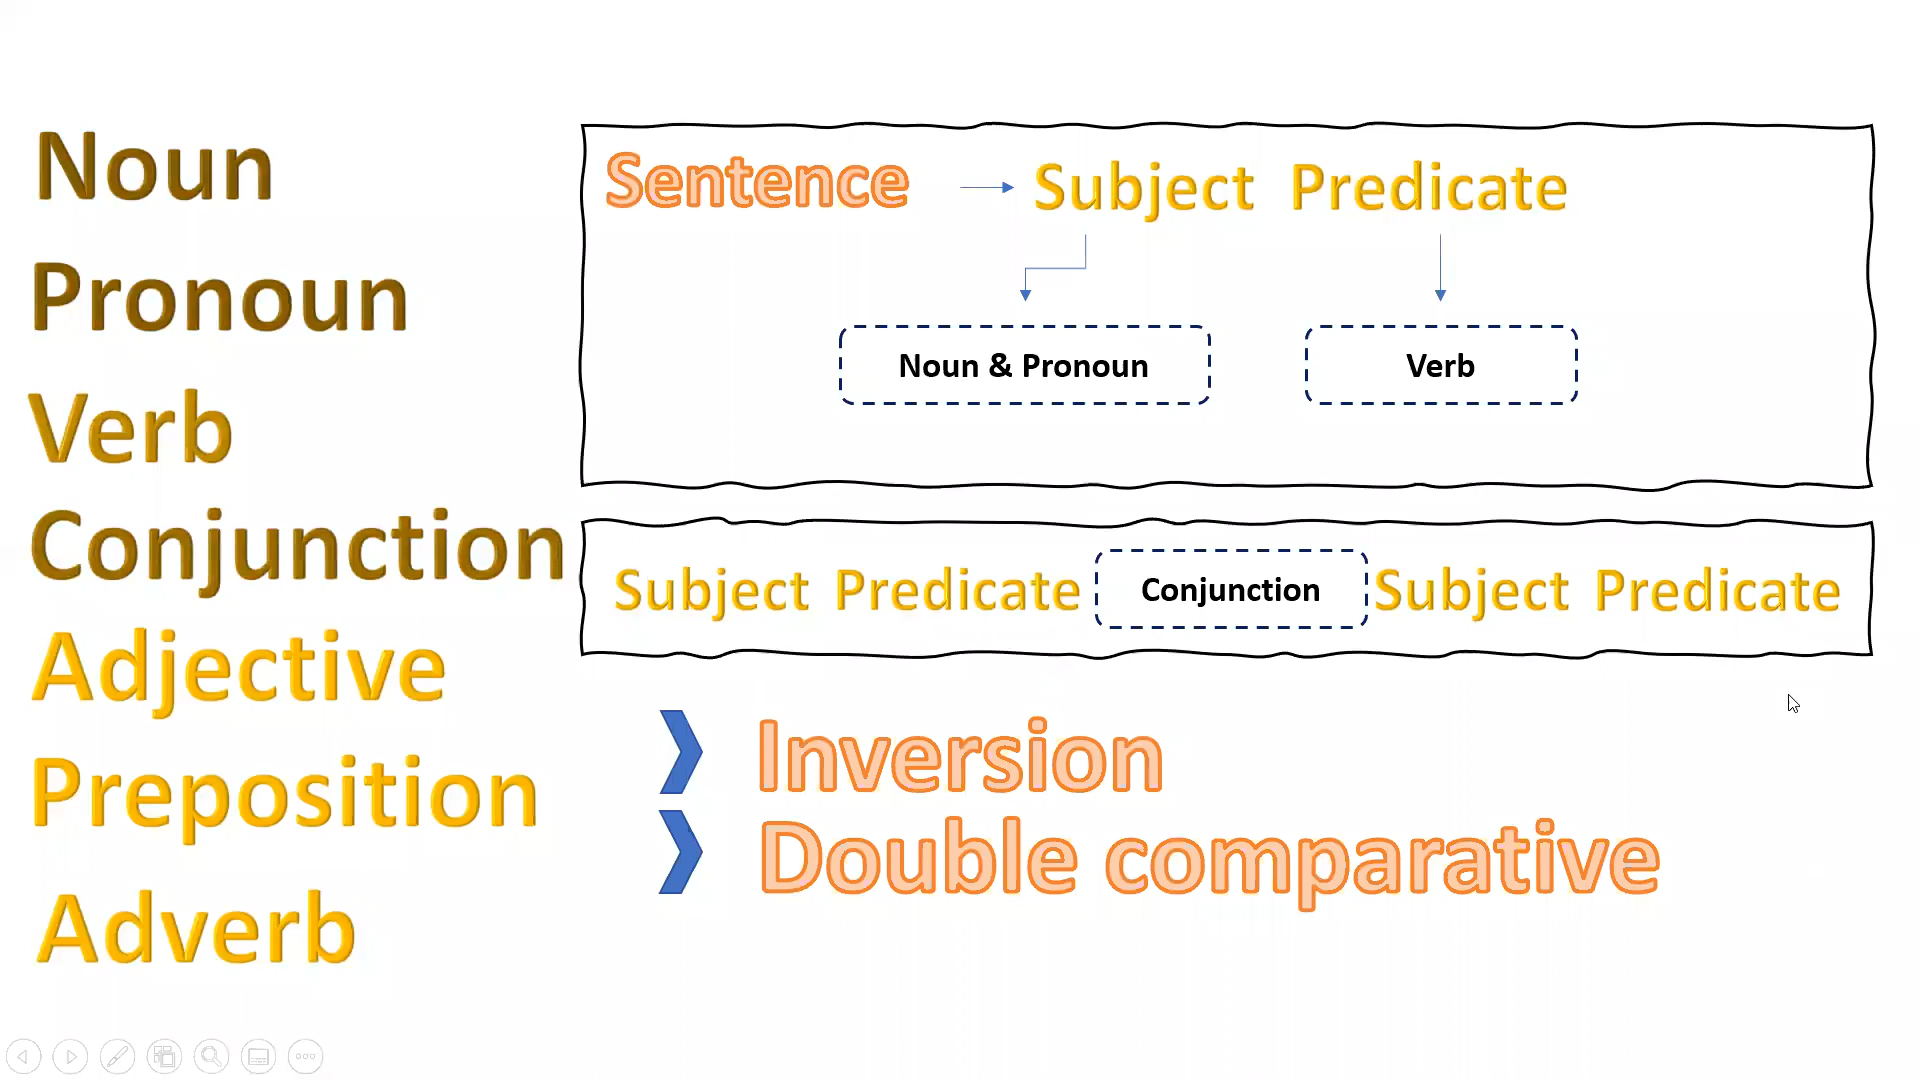 Noun
Pronoun
Verb
Conjunction
Adjective
Preposition
Adverb
Sentence Subject Predicate
Noun & Pronoun Verb
Subject Predicate Conjunction Subject Predicate
Inversion
Double comparative